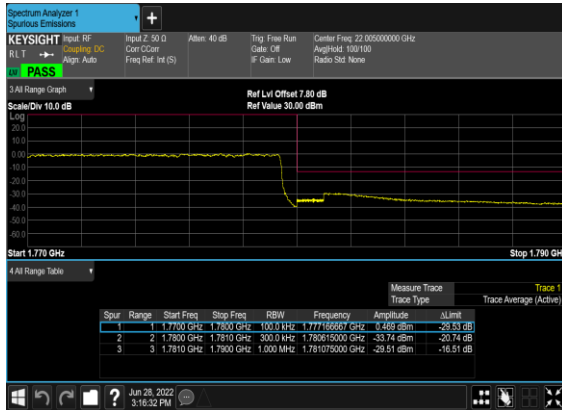 Spectrum Analyzer 1
Spurious Emissions
+
KEYSIGHT Input: RF Input Z: 50 Ω Atten: 40 dB Trig: Free Run Center Freq: 22.005000000 GHz
RLT Coupling: DC Corr CCorr Gate: Off Avg|Hold: 100/100
Align: Auto Freq Ref: Int (S) IF Gain: Low Radio Std: None
PASS
3 All Range Graph
Ref Lvl Offset 7.80 dB
Scale/Div 10.0 dB Ref Value 30.00 dBm
Log
20.0
10.0
0.00
-10.0
-20.0
-30.0
-40.0
-50.0
-60.0
Start 1.770 GHz Stop 1.790 GH
4 All Range Table
Measure Trace Trace 1
Trace Type Trace Average (Active)
Spur Range Start Freq Stop Freq RBW Frequency Amplitude ΔLimit
1 1 1.7700 GHz 1.7800 GHz 100.0 kHz 1.777166667 GHz 0.469 dBm -29.53 dB
2 2 1.7800 GHz 1.7810 GHz 300.0 kHz 1.780615000 GHz -33.74 dBm -20.74 dB
3 3 1.7810 GHz 1.7900 GHz 1.000 MHz 1.781075000 GHz -29.51 dBm -16.51 dB
? Jun 28, 2022
3:16:32 PM